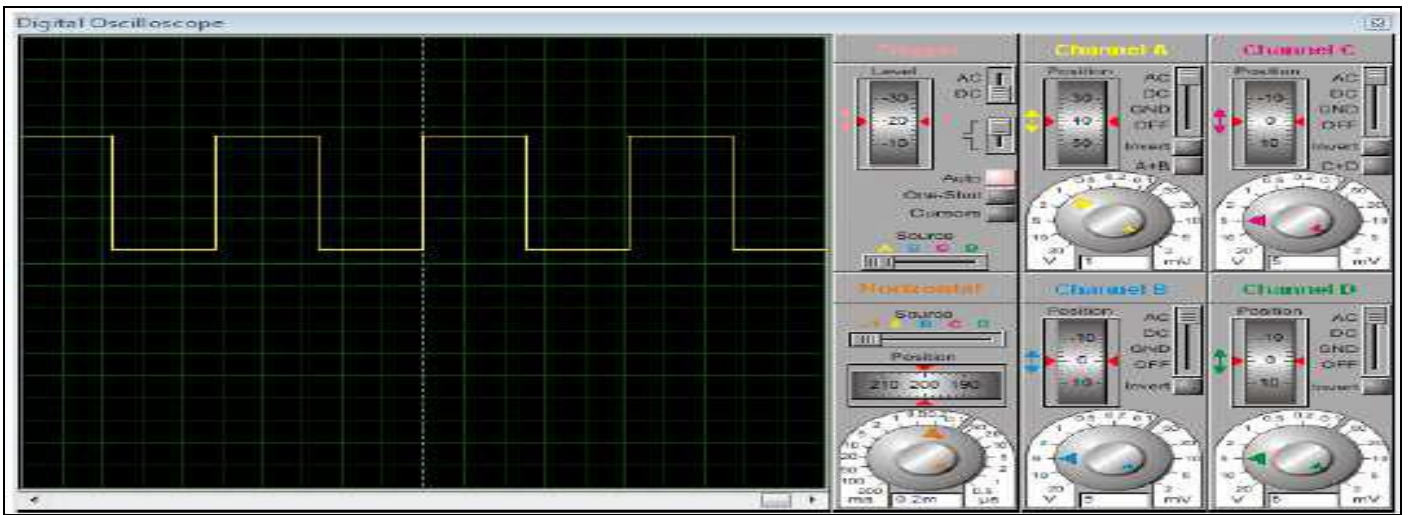 Digital Oscilloscope
Trigger
Level
AC
DC
-30
-20
-10
Auto
One-Shot
Cursors
Source
A B C D
Channel A
Position
AC
DC
GND
OFF
30
40
50
Invert
A+B
V
1
mV
Channel C
Position
AC
DC
GND
OFF
-10
0
10
Invert
C+D
V
5
mV
Horizontal
Source
A B C D
Position
210 200 190
ms
0.2m
µs
Channel B
Position
AC
DC
GND
OFF
-10
0
Invert
V
5
mV
Channel D
Position
AC
DC
GND
OFF
-10
0
10
Invert
V
5
mV